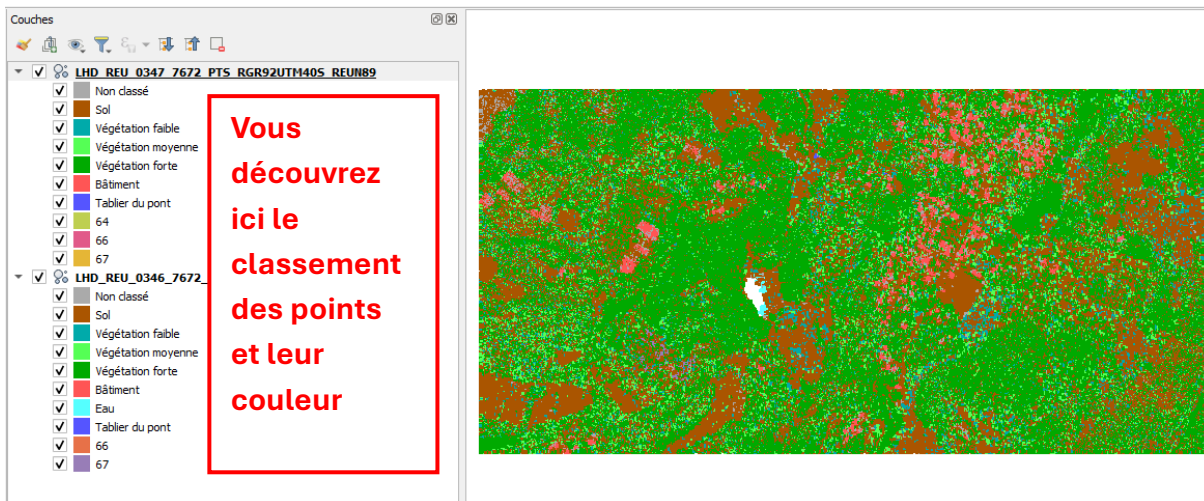 Couches
LHD_REU_0347_7672_PTS_RGR92UTM40S_REUN89
Non classé
Sol
Végétation faible
Végétation moyenne
Végétation forte
Bâtiment
Tablier du pont
64
66
67
LHD_REU_0346_7672_
Non classé
Sol
Végétation faible
Végétation moyenne
Végétation forte
Bâtiment
Eau
Tablier du pont
66
67
Vous
découvrez
ici le
classement
des points
et leur
couleur